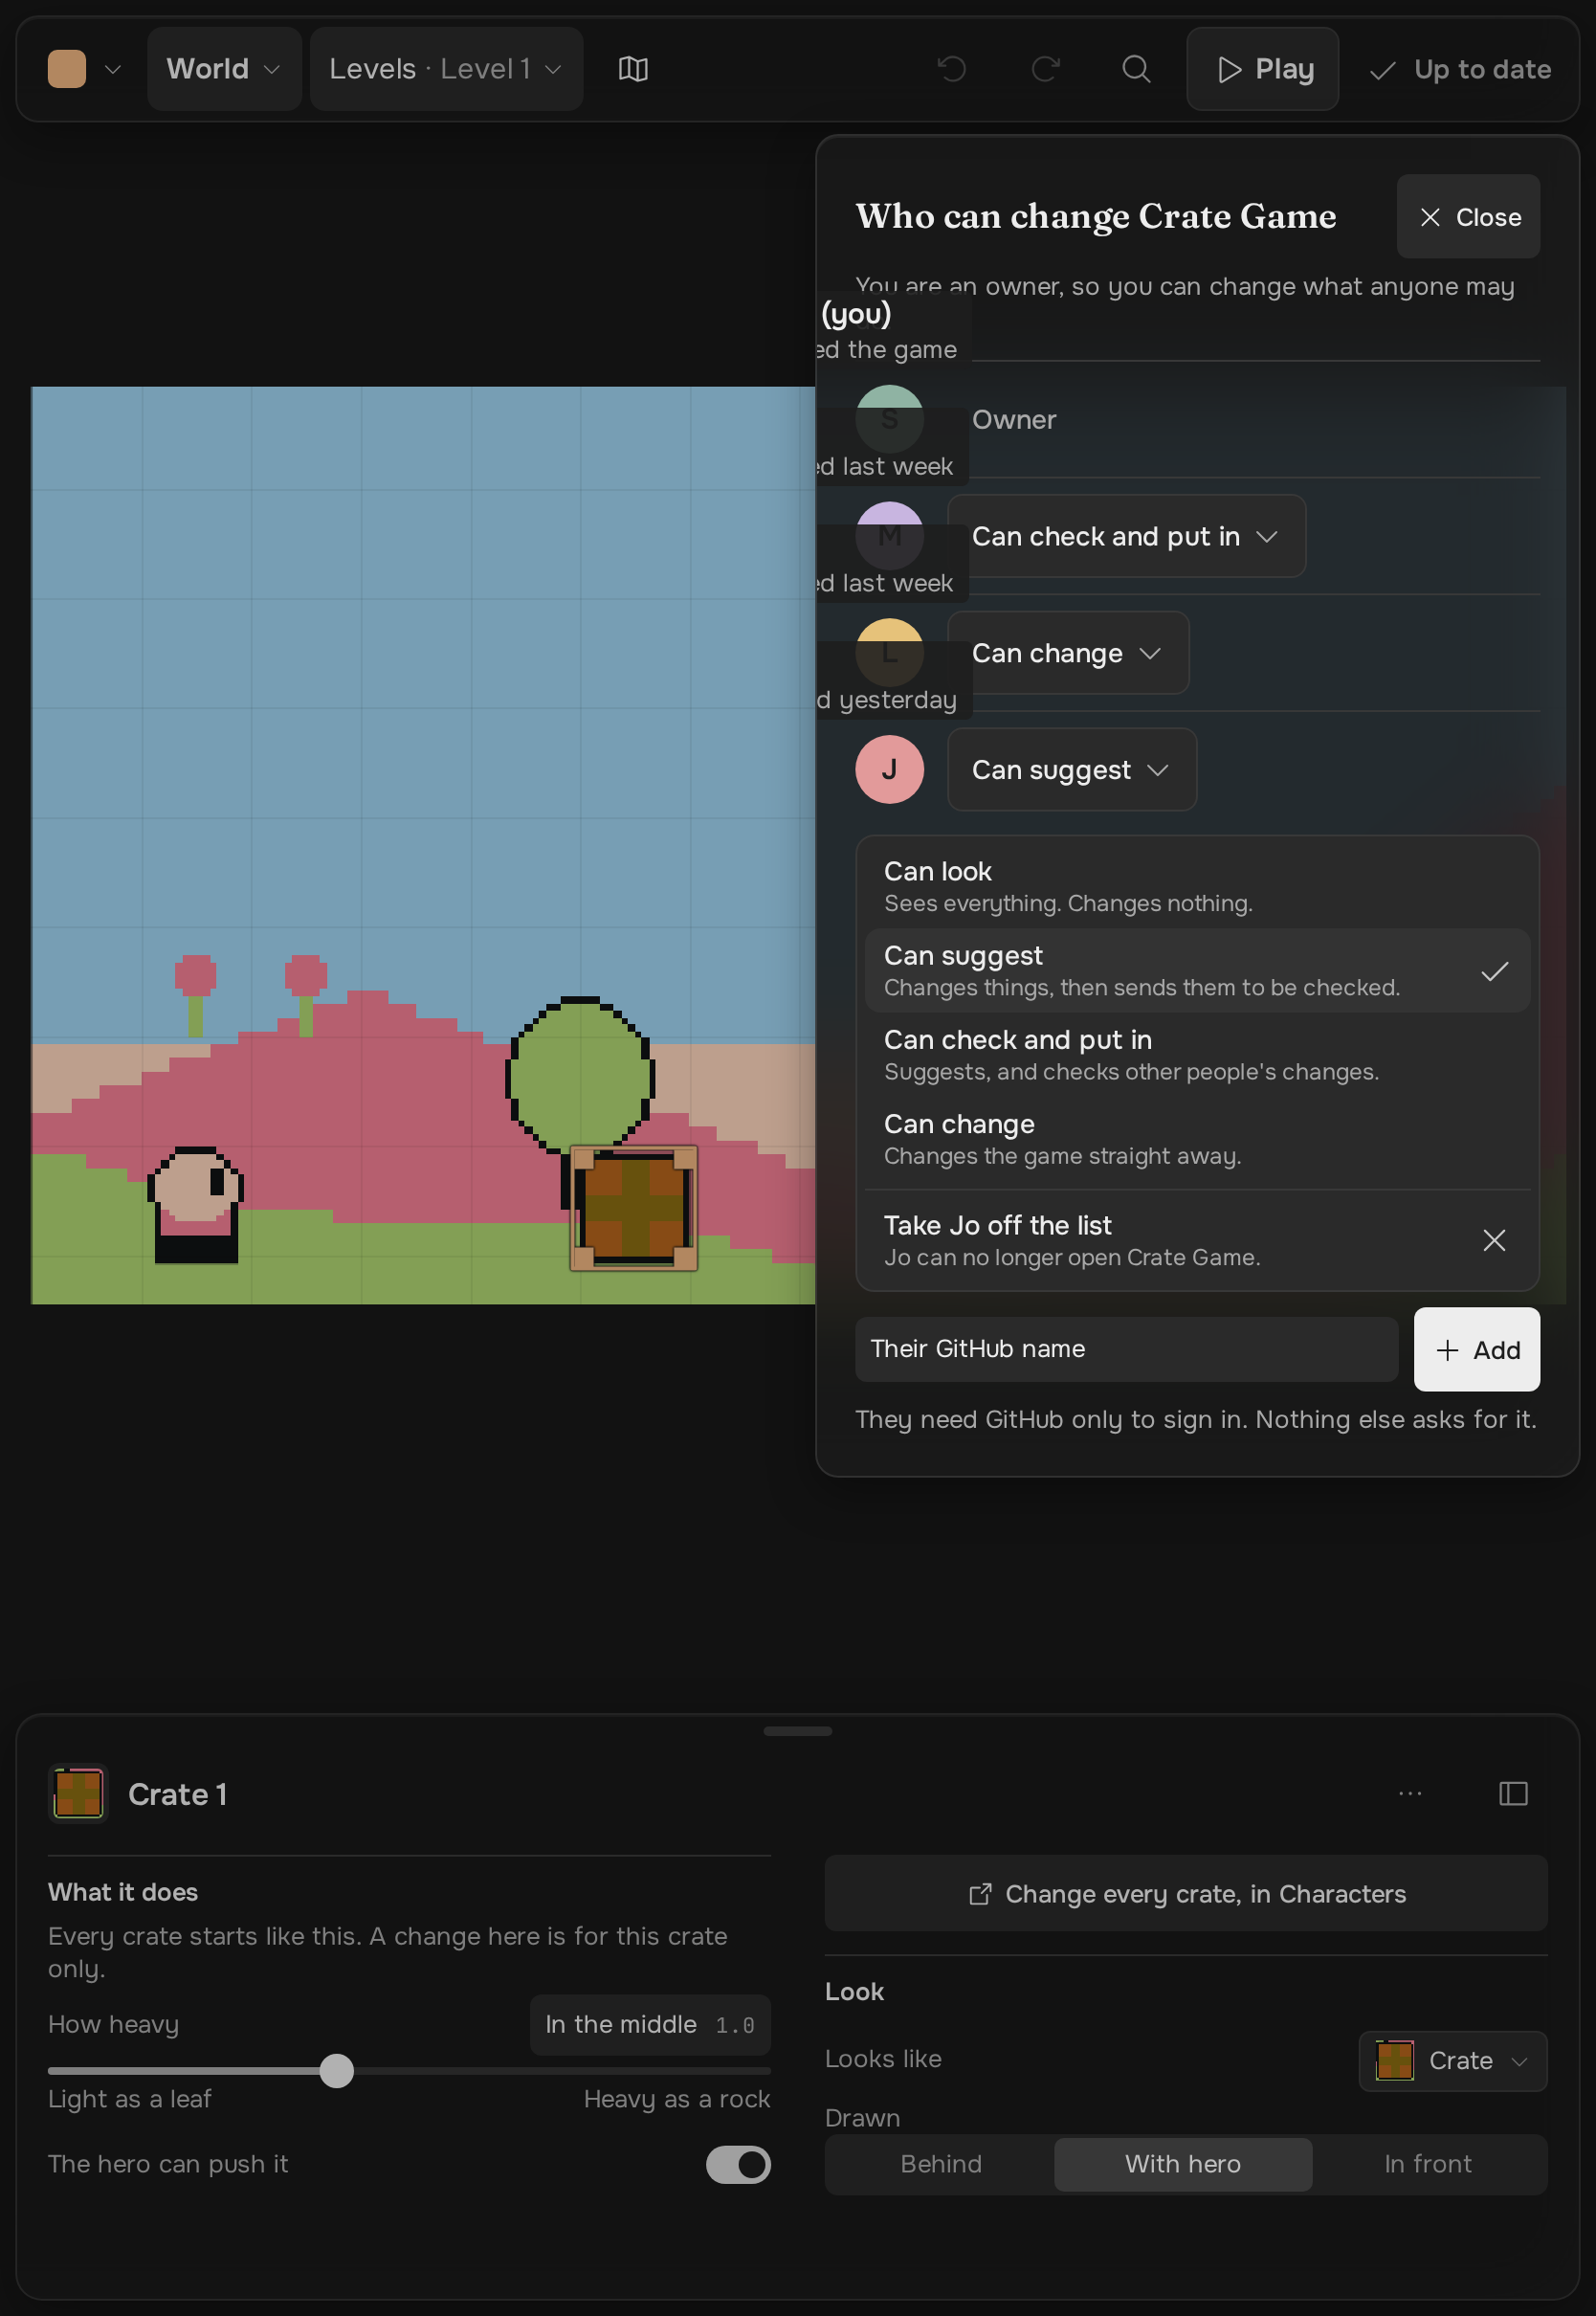 World
Levels · Level 1
Play
Up to date
Who can change Crate Game
Close
You are an owner, so you can change what anyone may
(you)
ed the game
S
Owner
ed last week
M
Can check and put in
ed last week
L
Can change
d yesterday
J
Can suggest
Can look
Sees everything. Changes nothing.
Can suggest
Changes things, then sends them to be checked.
Can check and put in
Suggests, and checks other people's changes.
Can change
Changes the game straight away.
Take Jo off the list
Jo can no longer open Crate Game.
Their GitHub name
Add
They need GitHub only to sign in. Nothing else asks for it.
Crate 1
What it does
Every crate starts like this. A change here is for this crate
only.
How heavy
In the middle 1.0
Light as a leaf
Heavy as a rock
The hero can push it
Change every crate, in Characters
Look
Looks like
Crate
Drawn
Behind
With hero
In front